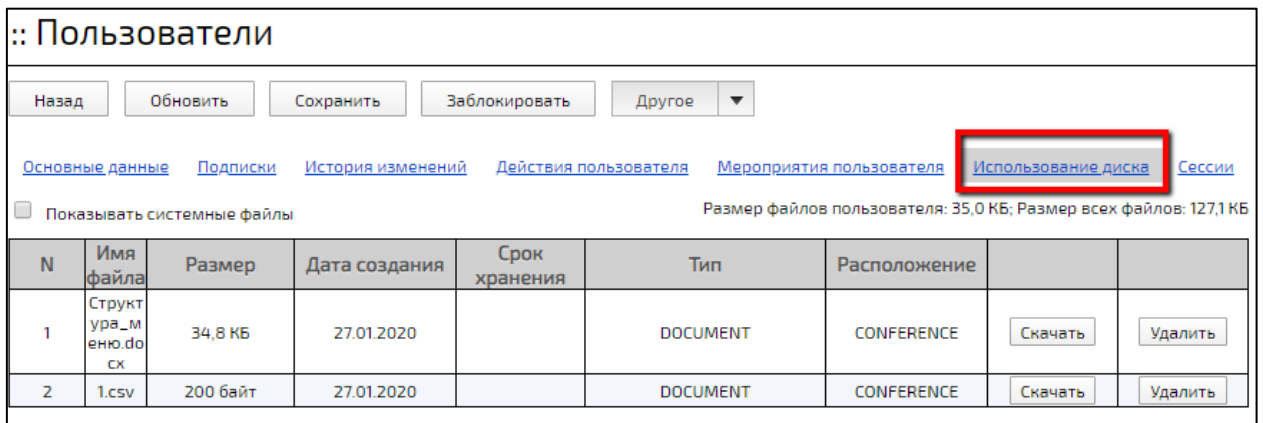 :: Пользователи
Назад Обновить Сохранить Заблокировать Другое
Основные данные Подписки История изменений Действия пользователя Мероприятия пользователя Использование диска Сессии
Показывать системные файлы Размер файлов пользователя: 35,0 КБ; Размер всех файлов: 127,1 КБ
N Имя файла Размер Дата создания Срок хранения Тип Расположение
1 Структ
ура_м
еню.do
cx 34,8 КБ 27.01.2020 DOCUMENT CONFERENCE Скачать Удалить
2 1.csv 200 байт 27.01.2020 DOCUMENT CONFERENCE Скачать Удалить